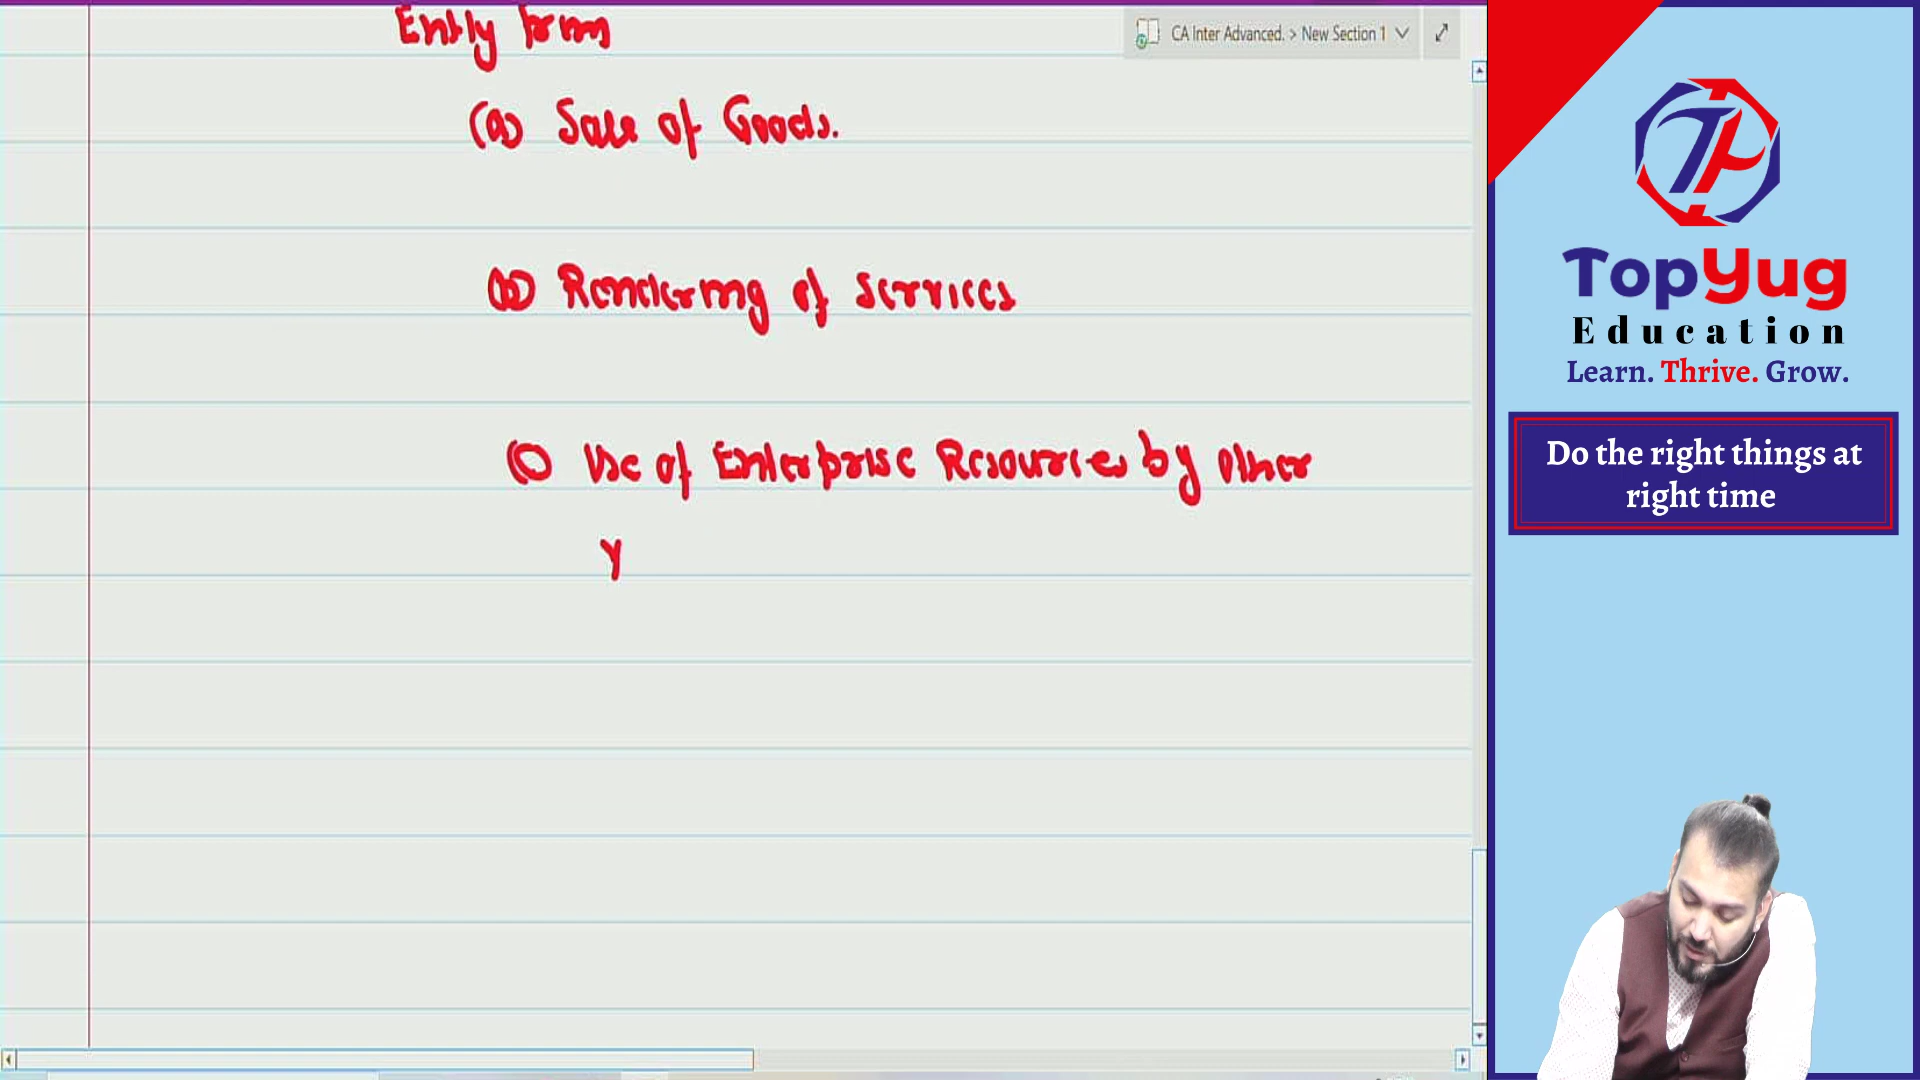 Entity from
CA Inter Advanced. > New Section 1
(a) Sale of Goods.
(b) Rendering of Services
(c) Use of Enterprise Resources by other
Y
TopYug
Education
Learn. Thrive. Grow.
Do the right things at
right time